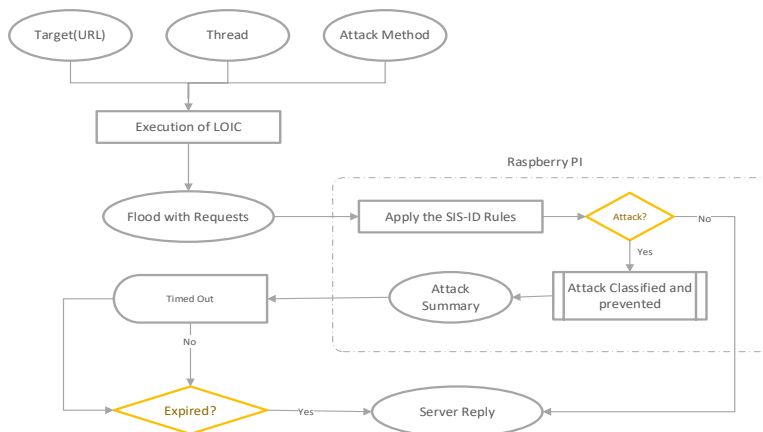 Target(URL)
Thread
Attack Method
Execution of LOIC
Raspberry PI
Flood with Requests
Apply the SIS-ID Rules
Attack?
No
Yes
Attack Classified and
prevented
Attack
Summary
Timed Out
No
Expired?
Yes
Server Reply